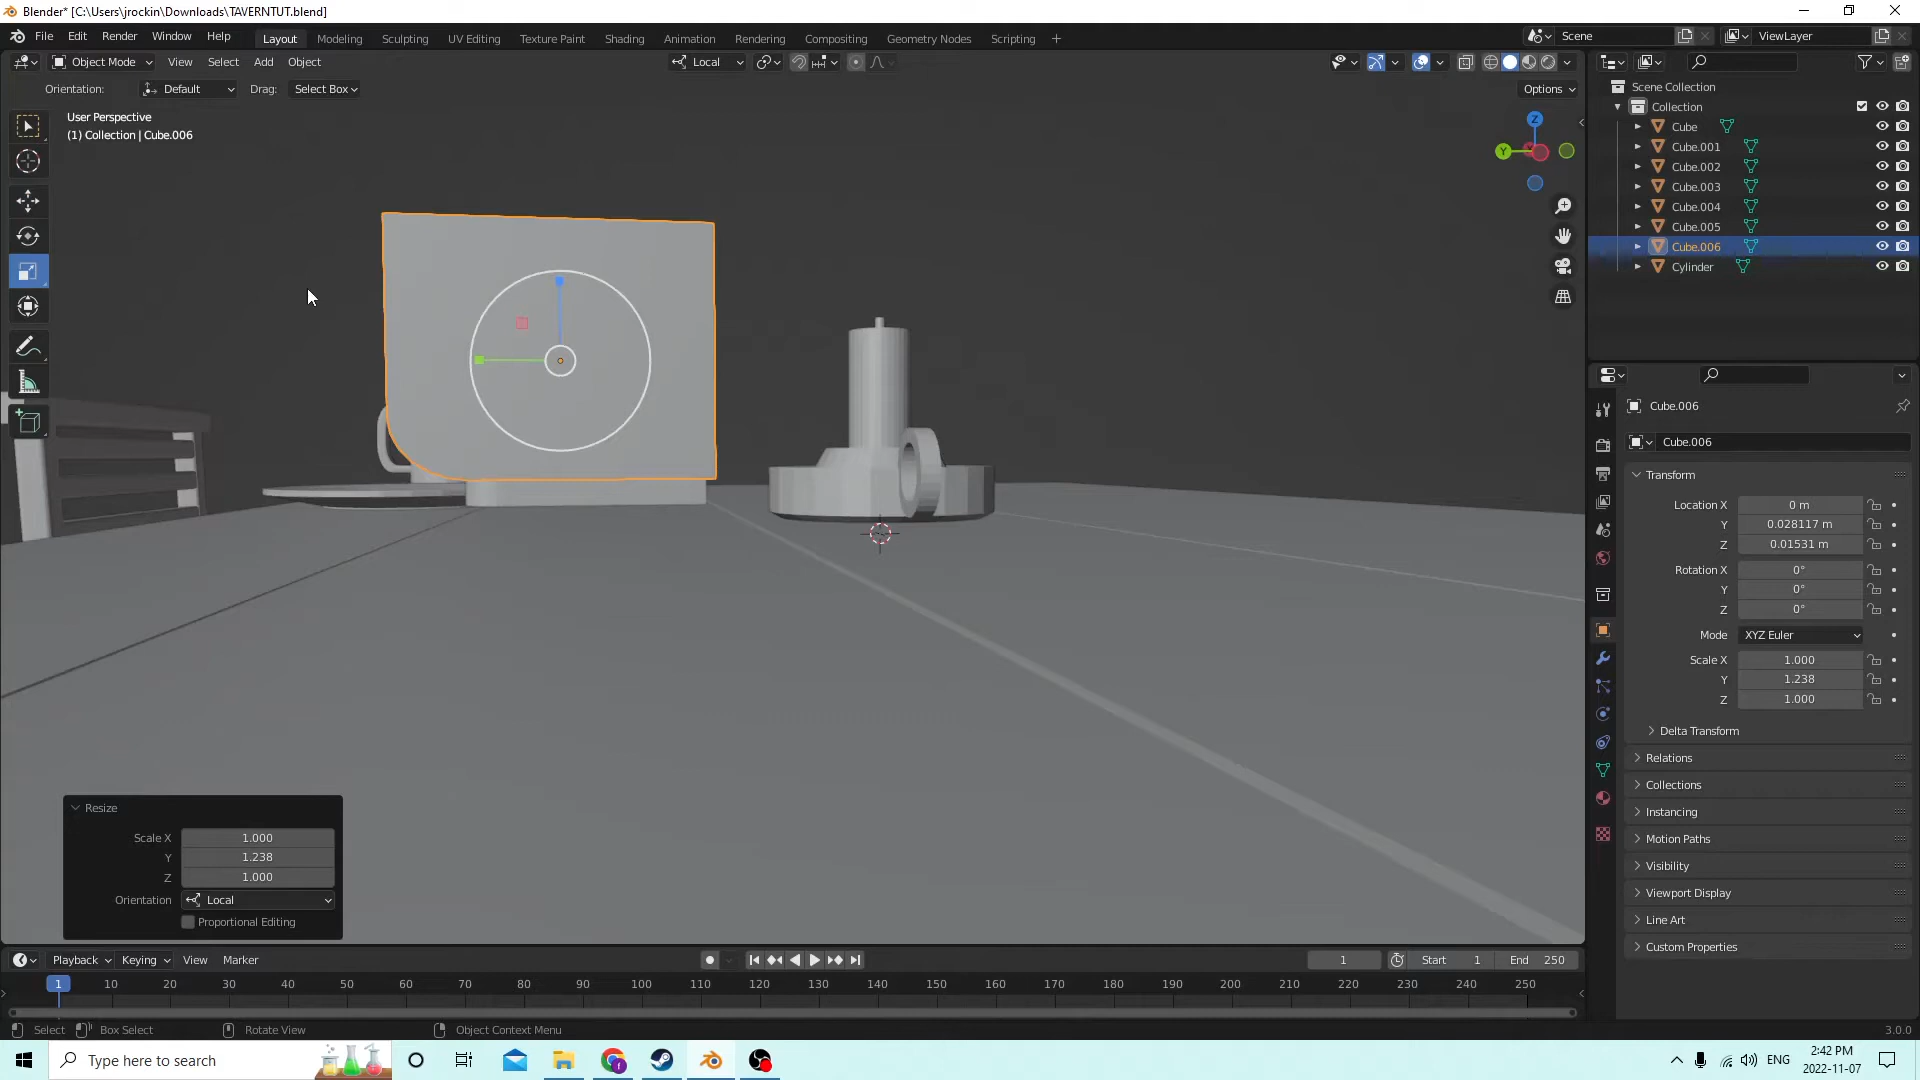 Blender* [C:\Users\jrockin\Downloads\TAVERNTUT.blend]
File Edit Render Window Help Layout Modeling Sculpting UV Editing Texture Paint Shading Animation Rendering Compositing Geometry Nodes Scripting + Scene ViewLayer
Object Mode View Select Add Object Local
Orientation: Default Drag: Select Box Options
User Perspective
(1) Collection | Cube.006
Z
Y
Scene Collection
Collection
Cube
Cube.001
Cube.002
Cube.003
Cube.004
Cube.005
Cube.006
Cylinder
Cube.006
Cube.006
Transform
Location X 0 m
Y 0.028117 m
Z 0.01531 m
Rotation X 0°
Y 0°
Z 0°
Mode XYZ Euler
Scale X 1.000
Y 1.238
Z 1.000
Delta Transform
Relations
Collections
Instancing
Motion Paths
Visibility
Viewport Display
Line Art
Custom Properties
Resize
Scale X 1.000
Y 1.238
Z 1.000
Orientation Local
Proportional Editing
Playback Keying View Marker 1 Start 1 End 250
1 10 20 30 40 50 60 70 80 90 100 110 120 130 140 150 160 170 180 190 200 210 220 230 240 250
Select Box Select Rotate View Object Context Menu 3.0.0
Type here to search ENG 2:42 PM
2022-11-07